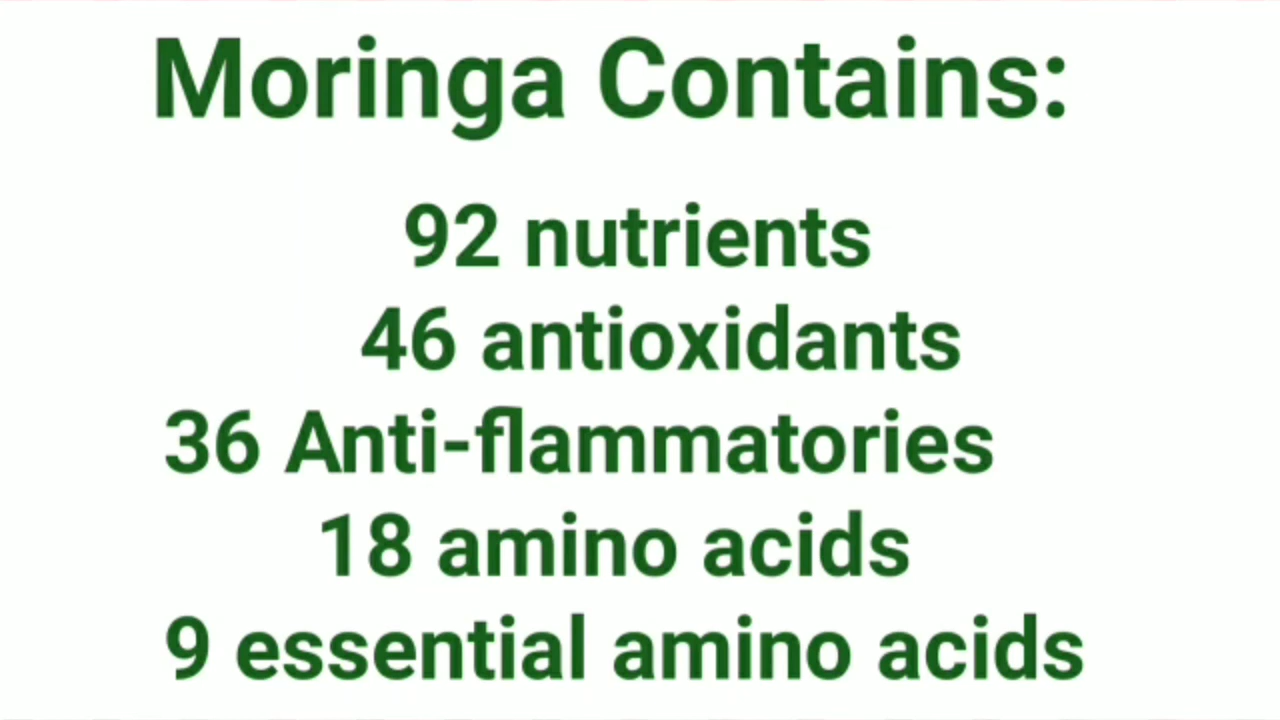 Moringa Contains:
92 nutrients
46 antioxidants
36 Anti-flammatories
18 amino acids
9 essential amino acids